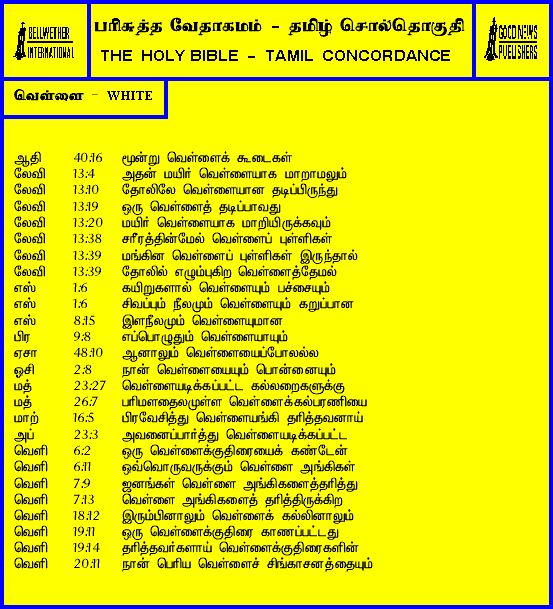 BELLWETHER
INTERNATIONAL
பரிசுத்த வேதாகமம் - தமிழ் சொல்தொகுதி
THE HOLY BIBLE - TAMIL CONCORDANCE
GOOD NEWS
PUBLISHERS
வெள்ளை - WHITE
ஆதி 40:16 மூன்று வெள்ளைக் கூடைகள்
லேவி 13:4 அதன் மயிர் வெள்ளையாக மாறாமலும்
லேவி 13:10 தோலிலே வெள்ளையான தடிப்பிருந்து
லேவி 13:19 ஒரு வெள்ளைத் தடிப்பாவது
லேவி 13:20 மயிர் வெள்ளையாக மாறியிருக்கவும்
லேவி 13:38 சரீரத்தின்மேல் வெள்ளைப் புள்ளிகள்
லேவி 13:39 மங்கின வெள்ளைப் புள்ளிகள் இருந்தால்
லேவி 13:39 தோலில் எழும்புகிற வெள்ளைத்தேமல்
எஸ் 1:6 கயிறுகளால் வெள்ளையும் பச்சையும்
எஸ் 1:6 சிவப்பும் நீலமும் வெள்ளையும் கறுப்பான
எஸ் 8:15 இளநீலமும் வெள்ளையுமான
பிர 9:8 எப்பொழுதும் வெள்ளையாயும்
ஏசா 48:10 ஆனாலும் வெள்ளையைப்போலல்ல
ஓசி 2:8 நான் வெள்ளையையும் பொன்னையும்
மத் 23:27 வெள்ளையடிக்கப்பட்ட கல்லறைகளுக்கு
மத் 26:7 பரிமளதைலமுள்ள வெள்ளைக்கல்பரணியை
மாற் 16:5 பிரவேசித்து வெள்ளையங்கி தரித்தவனாய்
அப் 23:3 அவனைப்பார்த்து வெள்ளையடிக்கப்பட்ட
வெளி 6:2 ஒரு வெள்ளைக்குதிரையைக் கண்டேன்
வெளி 6:11 ஒவ்வொருவருக்கும் வெள்ளை அங்கிகள்
வெளி 7:9 ஜனங்கள் வெள்ளை அங்கிகளைத்தரித்து
வெளி 7:13 வெள்ளை அங்கிகளைத் தரித்திருக்கிற
வெளி 18:12 இரும்பினாலும் வெள்ளைக் கல்லினாலும்
வெளி 19:11 ஒரு வெள்ளைக்குதிரை காணப்பட்டது
வெளி 19:14 தரித்தவர்களாய் வெள்ளைக்குதிரைகளின்
வெளி 20:11 நான் பெரிய வெள்ளைச் சிங்காசனத்தையும்